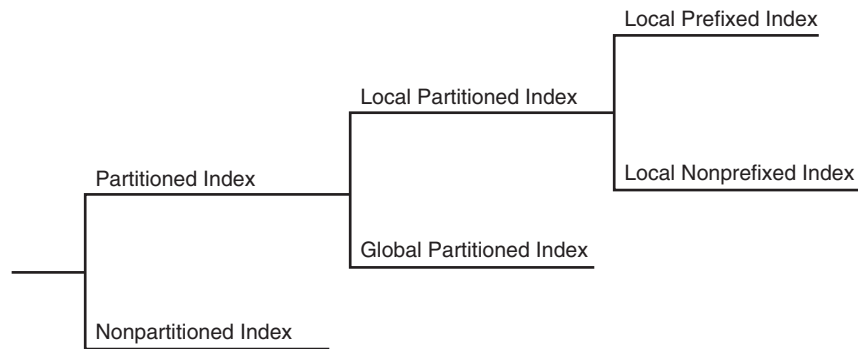 Local Prefixed Index
Local Partitioned Index
Local Nonprefixed Index
Partitioned Index
Global Partitioned Index
Nonpartitioned Index